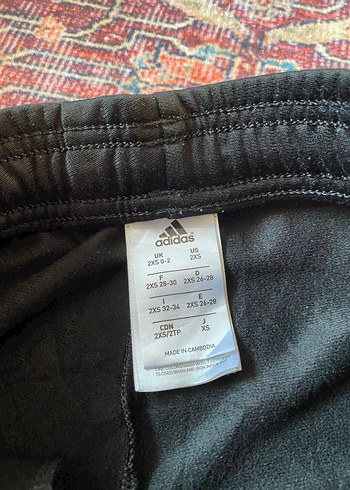 adidas
UK US
2XS 0-2 2XS
F D
2XS 28-30 2XS 26-28
I E
2XS 32-34 2XS 26-28
CDN J
2XS/2TP XS
MADE IN CAMBODIA